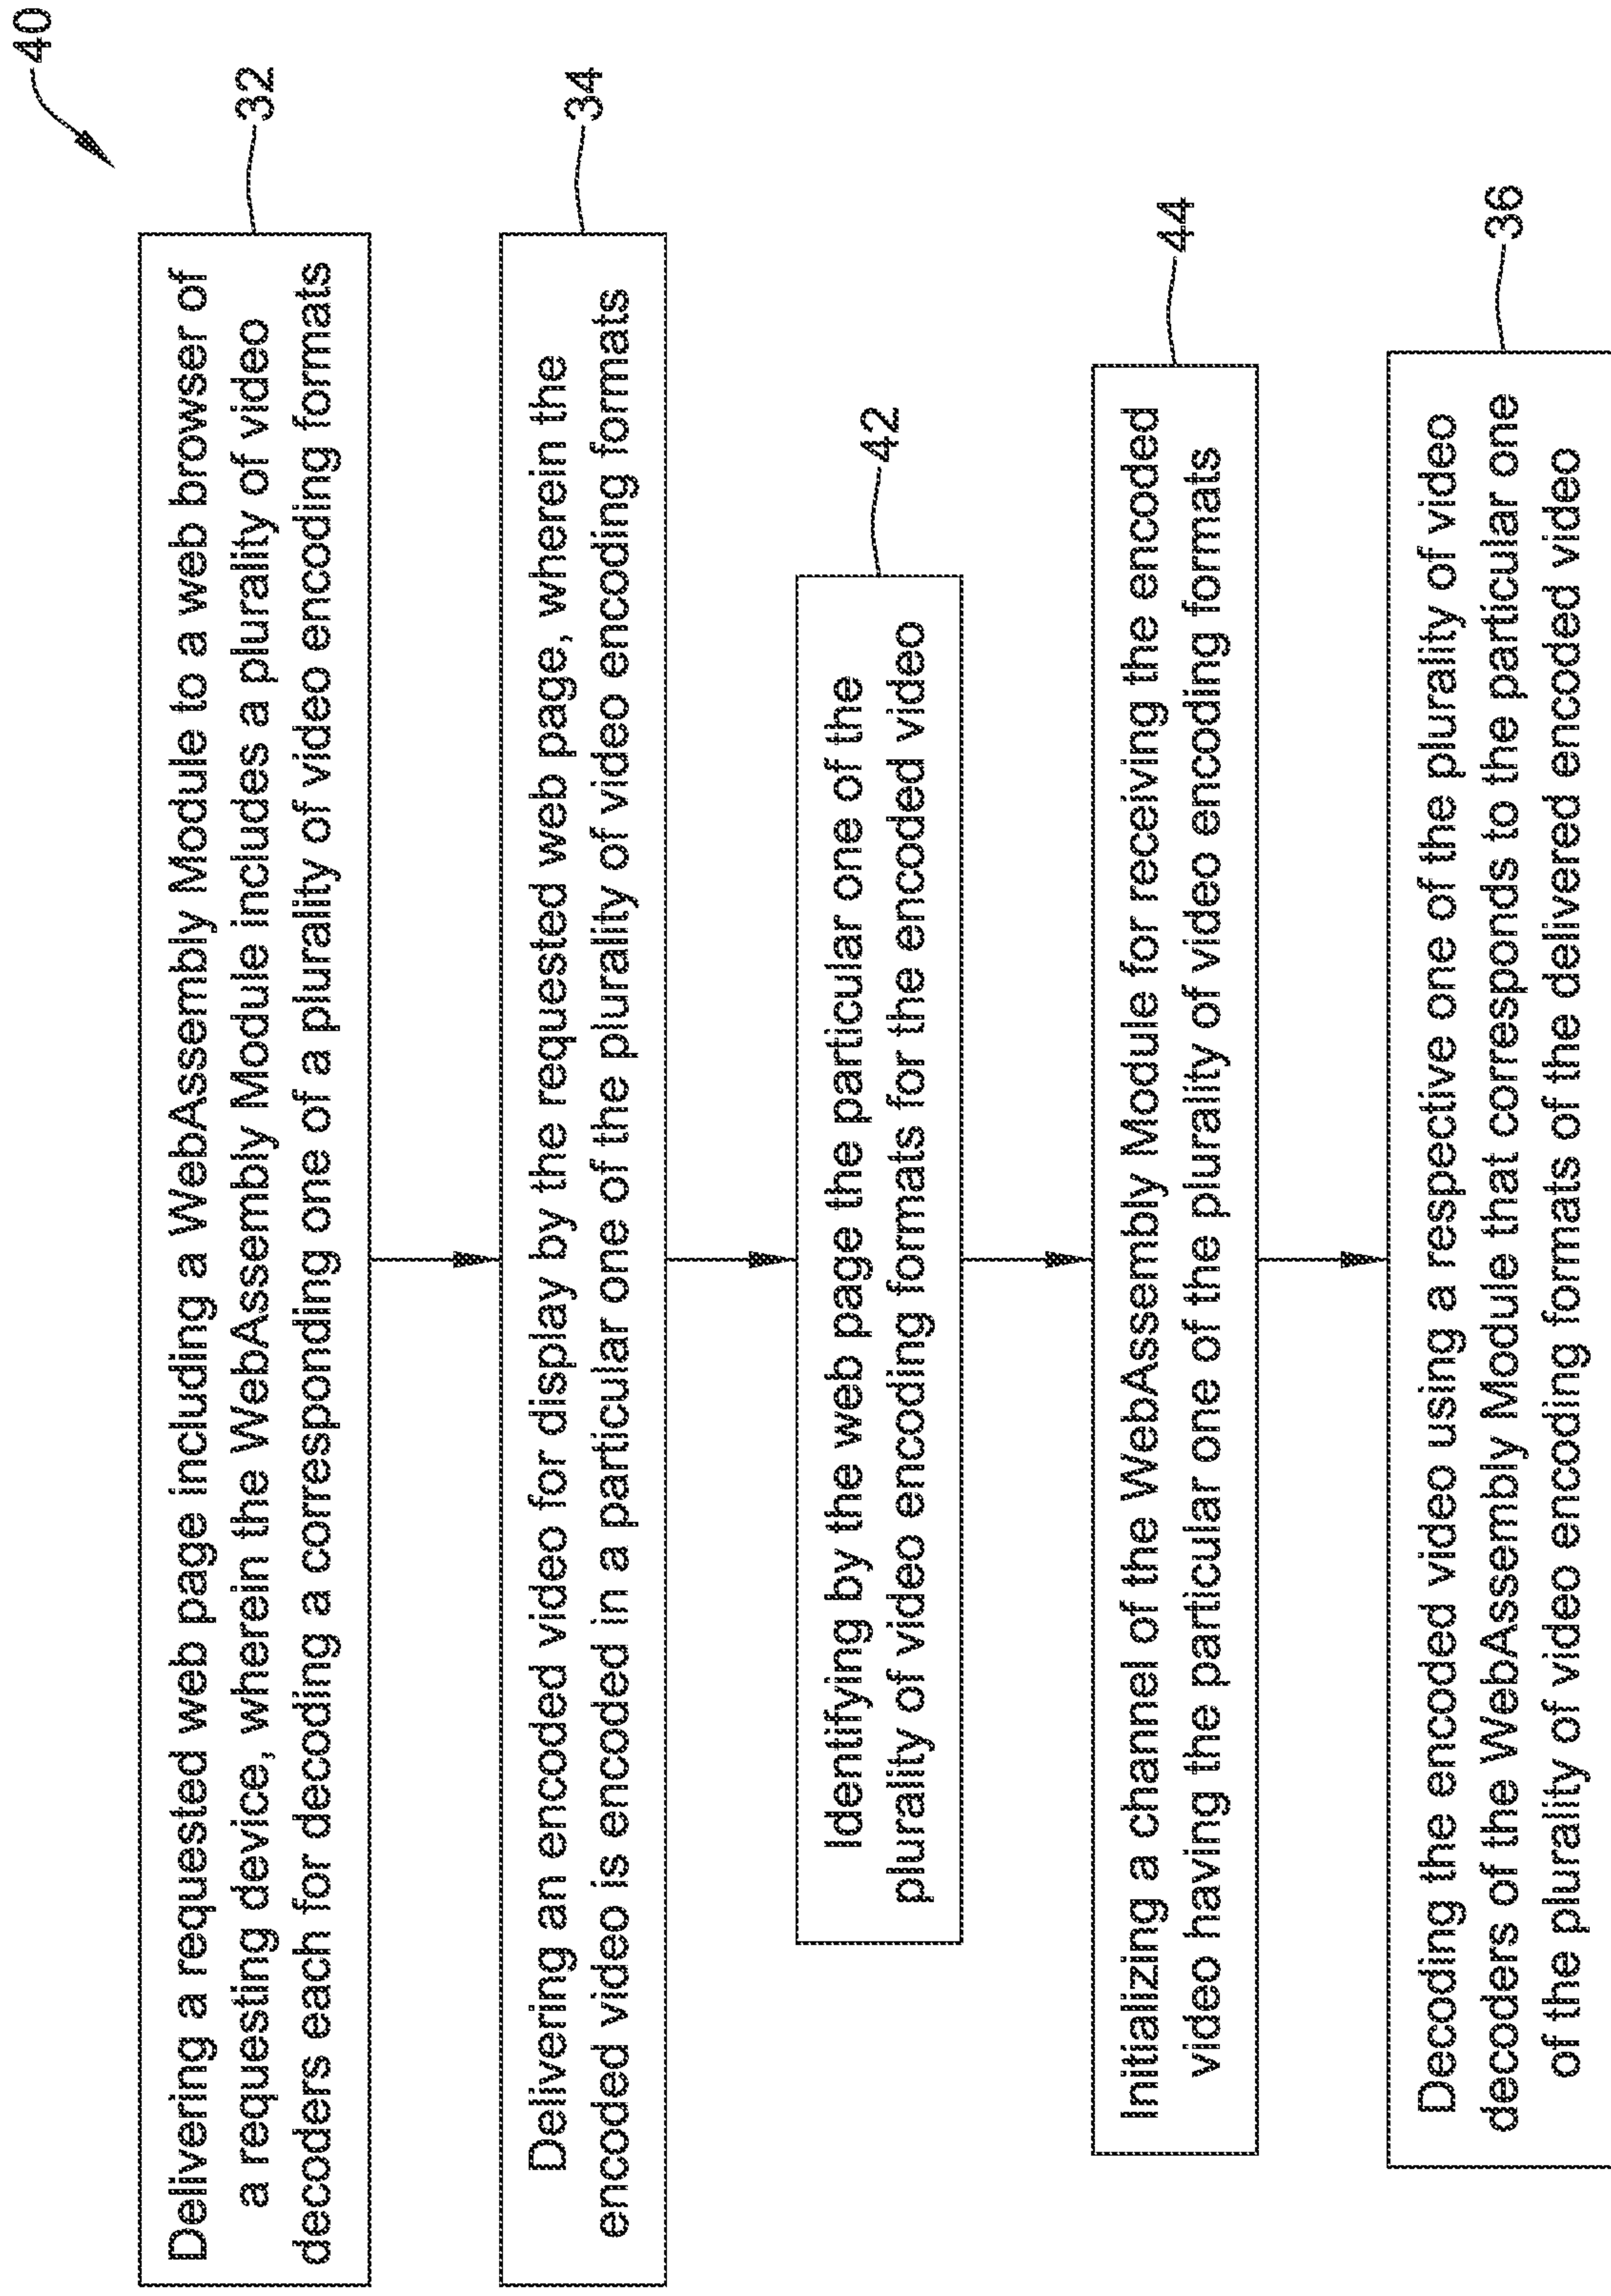 40
Delivering a requested web page including a WebAssembly Module to a web browser of
a requesting device, wherein the WebAssembly Module includes a plurality of video
decoders each for decoding a corresponding one of a plurality of video encoding formats
32
Delivering an encoded video for display by the requested web page, wherein the
encoded video is encoded in a particular one of the plurality of video encoding formats
34
Identifying by the web page the particular one of the
plurality of video encoding formats for the encoded video
42
Initializing a channel of the WebAssembly Module for receiving the encoded
video having the particular one of the plurality of video encoding formats
44
Decoding the encoded video using a respective one of the plurality of video
decoders of the WebAssembly Module that corresponds to the particular one
of the plurality of video encoding formats of the delivered encoded video
36